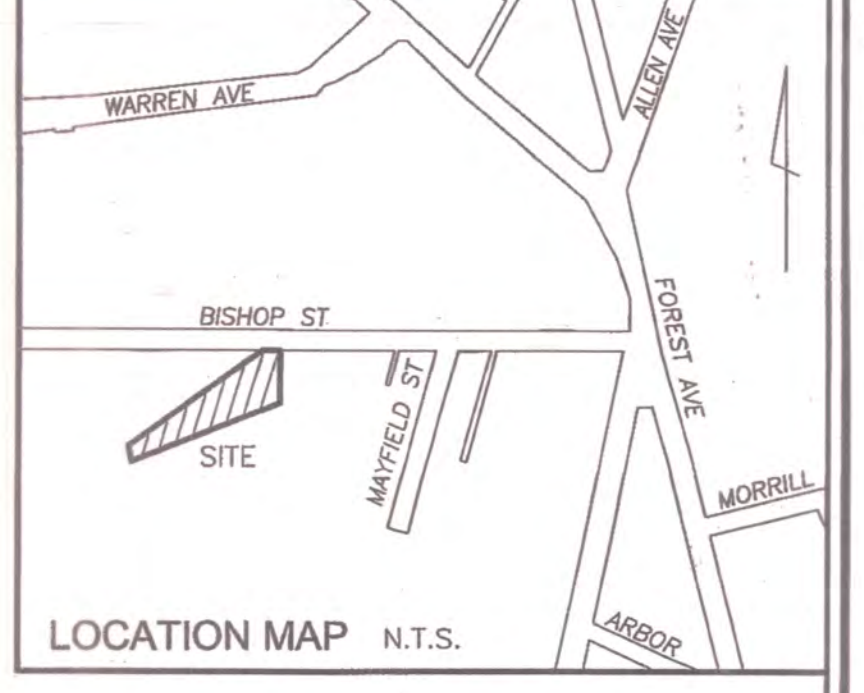 ALLEN AVE
WARREN AVE
FOREST AVE
BISHOP ST
MAYFIELD ST
SITE
MORRILL
ARBOR
LOCATION MAP N.T.S.